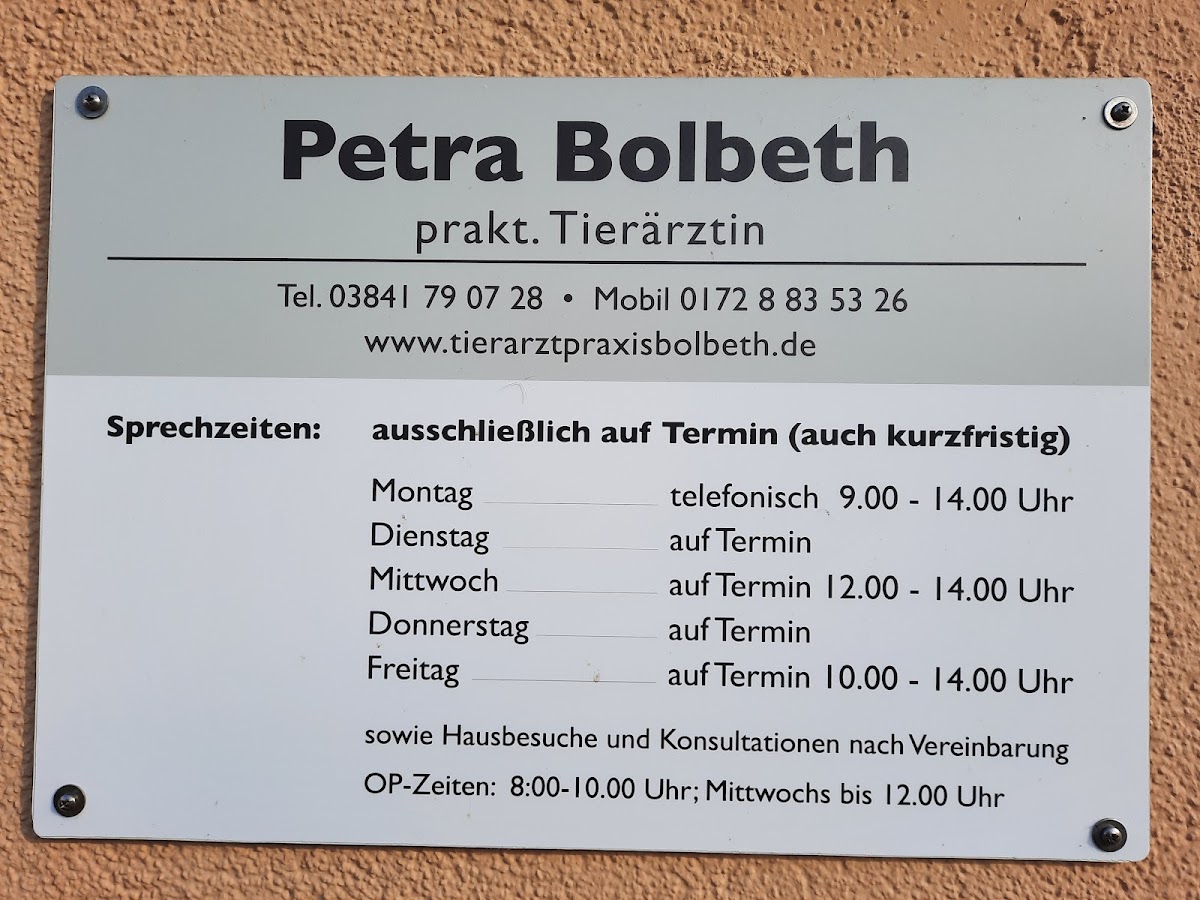 Petra Bolbeth
prakt. Tierärztin
Tel. 03841 79 07 28 • Mobil 0172 8 83 53 26
www.tierarztpraxisbolbeth.de
Sprechzeiten: ausschließlich auf Termin (auch kurzfristig)
Montag telefonisch 9.00 - 14.00 Uhr
Dienstag auf Termin
Mittwoch auf Termin 12.00 - 14.00 Uhr
Donnerstag auf Termin
Freitag auf Termin 10.00 - 14.00 Uhr
sowie Hausbesuche und Konsultationen nach Vereinbarung
OP-Zeiten: 8:00-10.00 Uhr; Mittwochs bis 12.00 Uhr